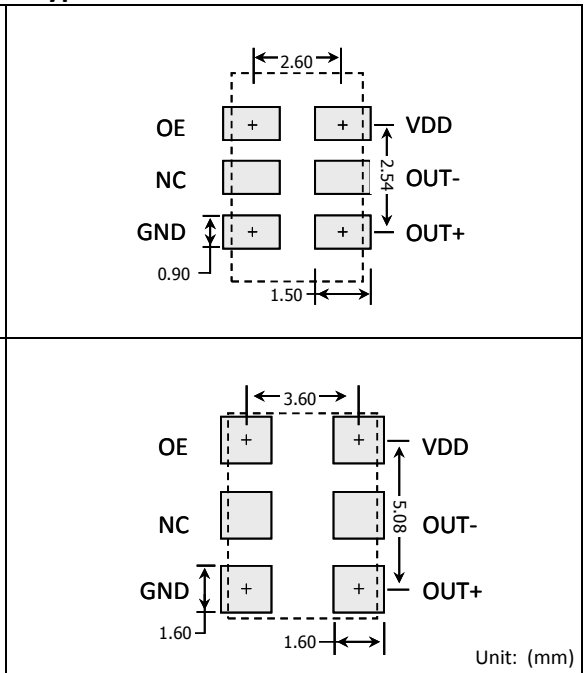 2.60
OE
VDD
NC
2.54
OUT-
GND
OUT+
0.90
1.50
3.60
OE
VDD
NC
5.08
OUT-
GND
OUT+
1.60
1.60
Unit: (mm)